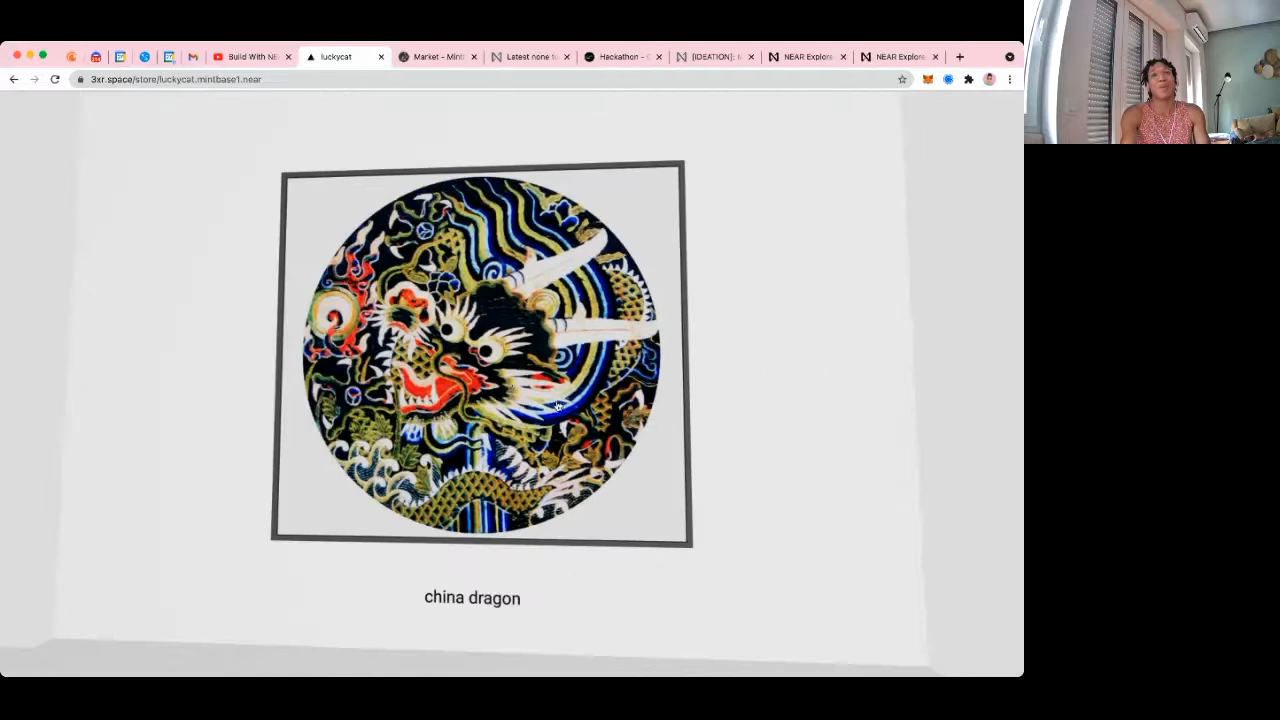 Build With NE
luckycat
Market - Mint
Latest none to
Hackathon - C
[IDEATION]: N
NEAR Explore
NEAR Explore
3xr.space/store/luckycat.mintbase1.near
china dragon